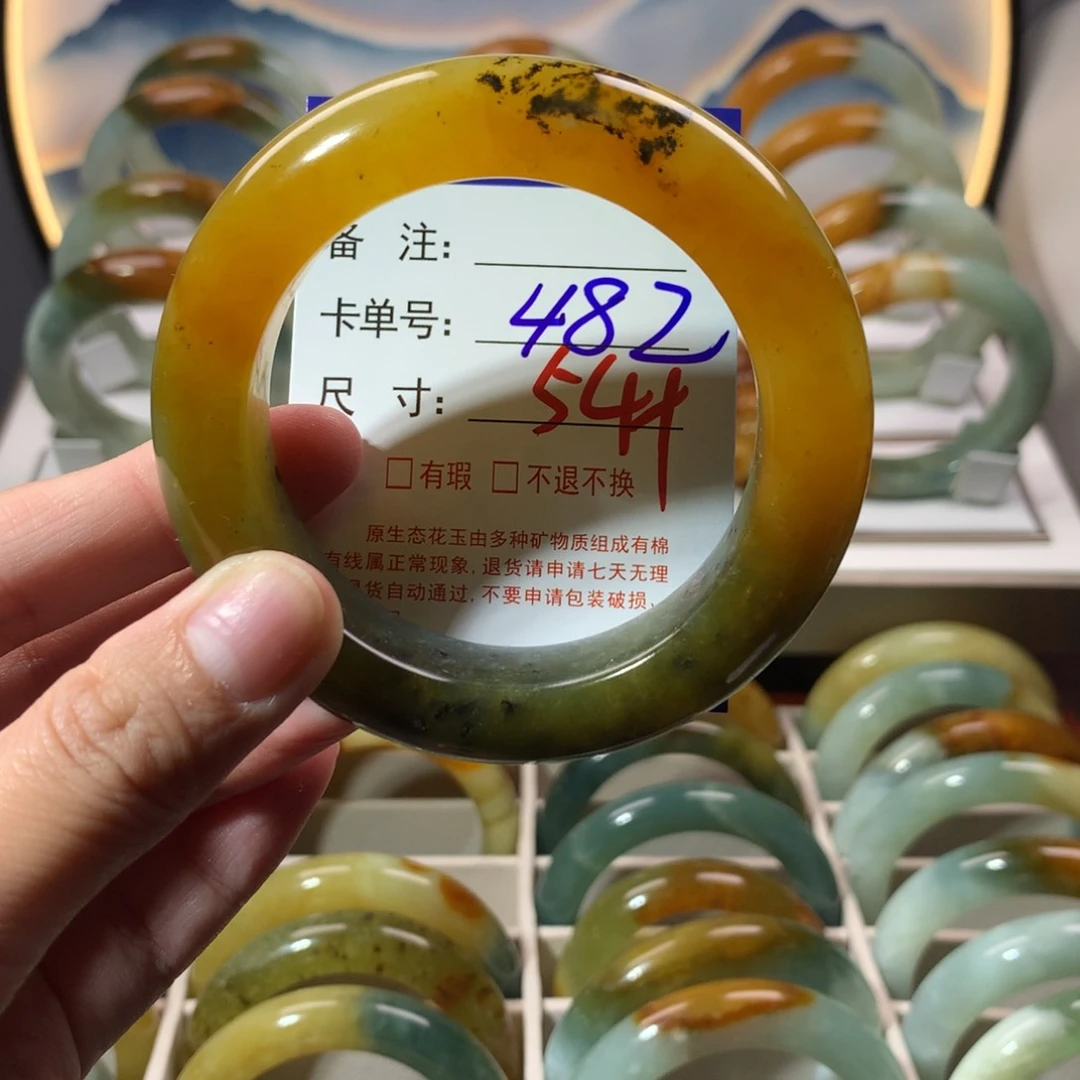 备 注:
卡单号: 482
尺 寸: 54
□有瑕 □不退不换
原生态花玉由多种矿物质组成有棉
有线属正常现象,退货请申请七天无理
退货自动通过,不要申请包装破损、